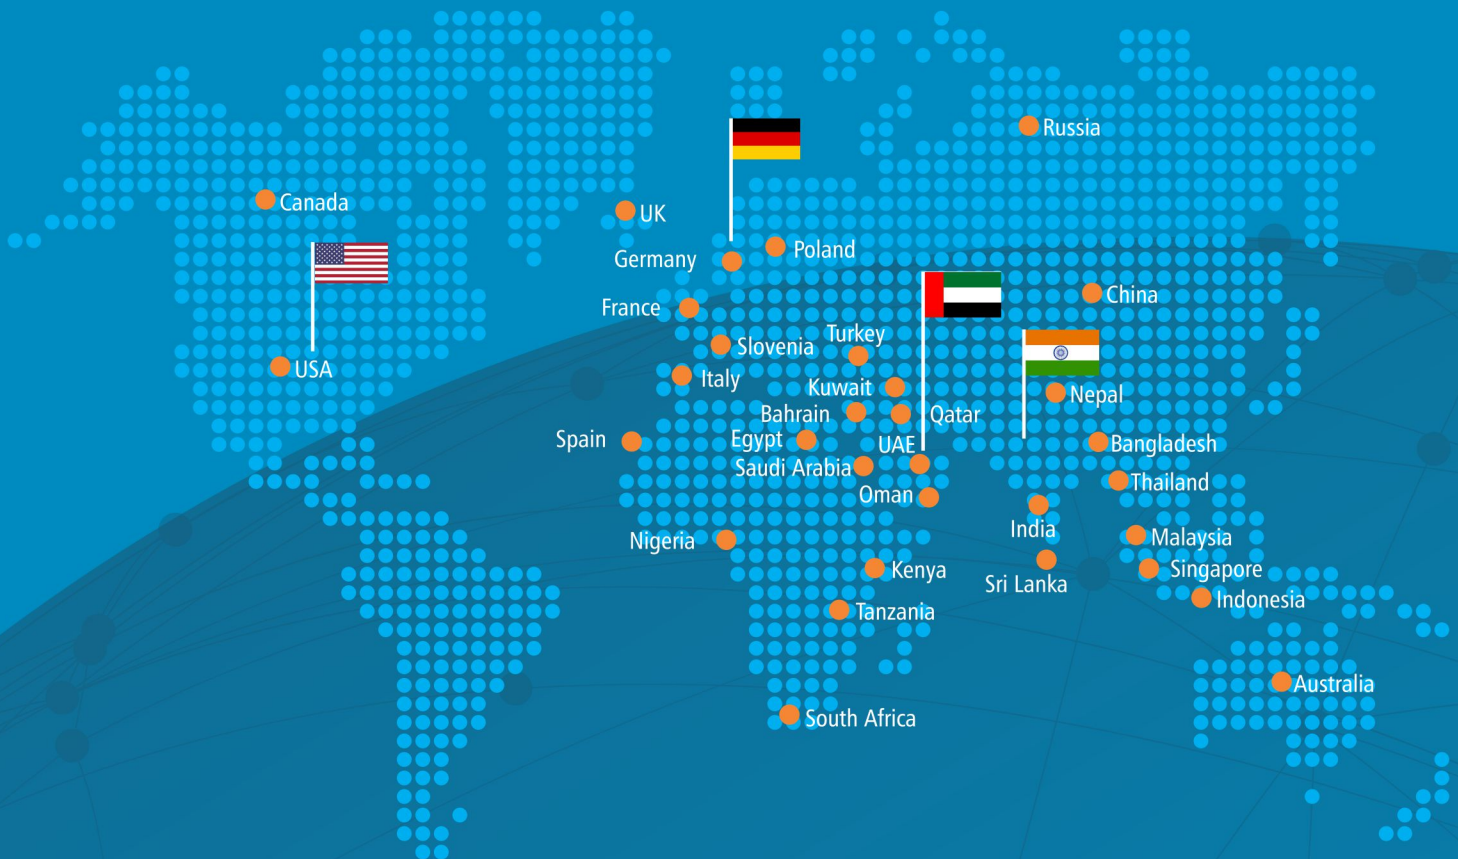 Russia
Canada
UK
Poland
Germany
China
France
Turkey
Slovenia
USA
Italy
Kuwait
Nepal
Bahrain
Qatar
Spain
Egypt
UAE
Bangladesh
Saudi Arabia
Thailand
Oman
India
Malaysia
Nigeria
Kenya
Singapore
Sri Lanka
Indonesia
Tanzania
Australia
South Africa